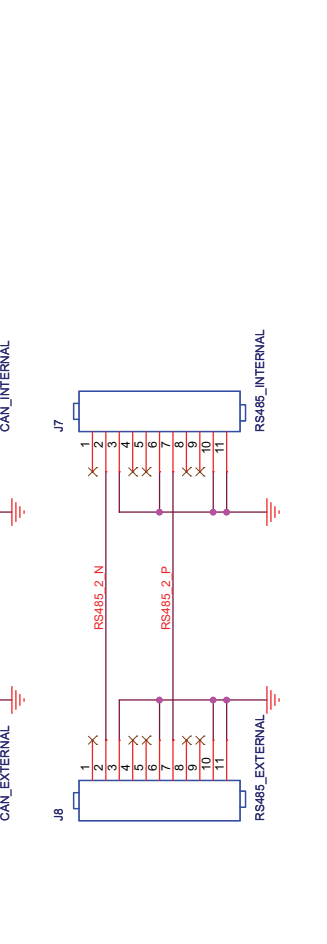 CAN_INTERNAL
J7
1
2
3
4
5
6
7
8
9
10
11
RS485_INTERNAL
RS485_2_N
RS485_2_P
CAN_EXTERNAL
J8
1
2
3
4
5
6
7
8
9
10
11
RS485_EXTERNAL